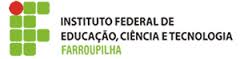 INSTITUTO FEDERAL DE
EDUCAÇÃO, CIÊNCIA E TECNOLOGIA
FARROUPILHA